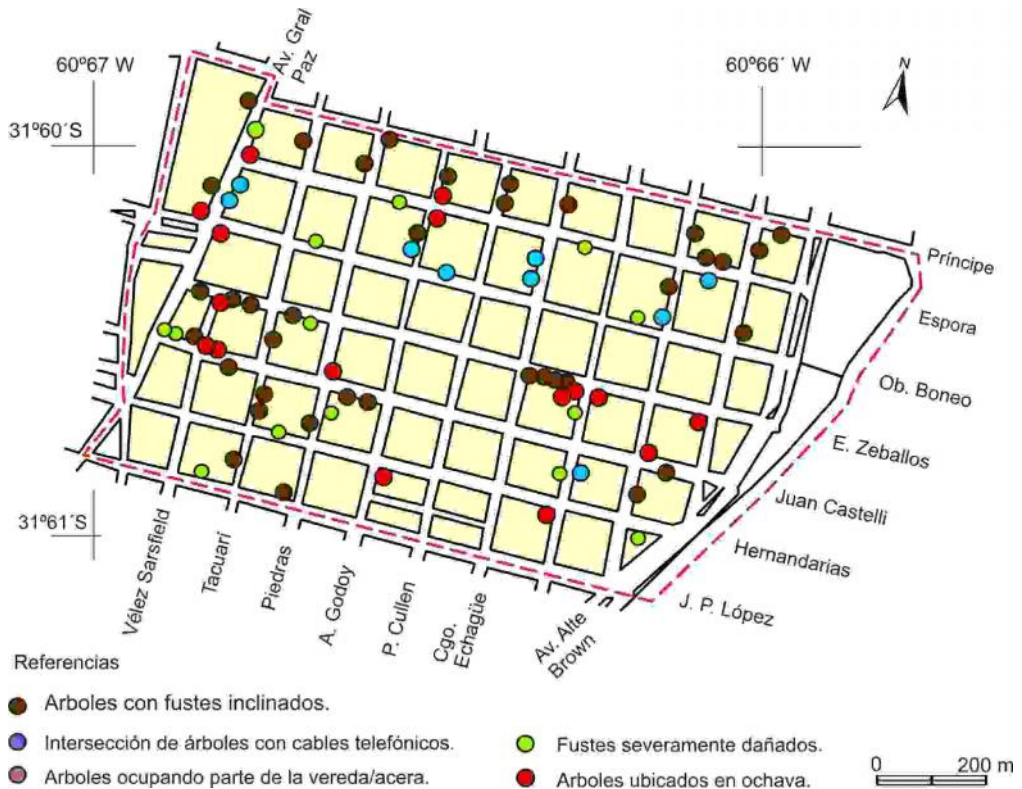 Av. Gral
Paz
60º67 W
60º66´ W
N
31º60´S
Príncipe
Espora
Ob. Boneo
E. Zeballos
Juan Castelli
Hernandarias
J. P. López
31º61´S
Vélez Sarsfield
Tacuarí
Piedras
A. Godoy
P. Cullen
Cgo.
Echagüe
Av. Alte
Brown
Referencias
Arboles con fustes inclinados.
Intersección de árboles con cables telefónicos.
Arboles ocupando parte de la vereda/acera.
Fustes severamente dañados.
Arboles ubicados en ochava.
0 200 m